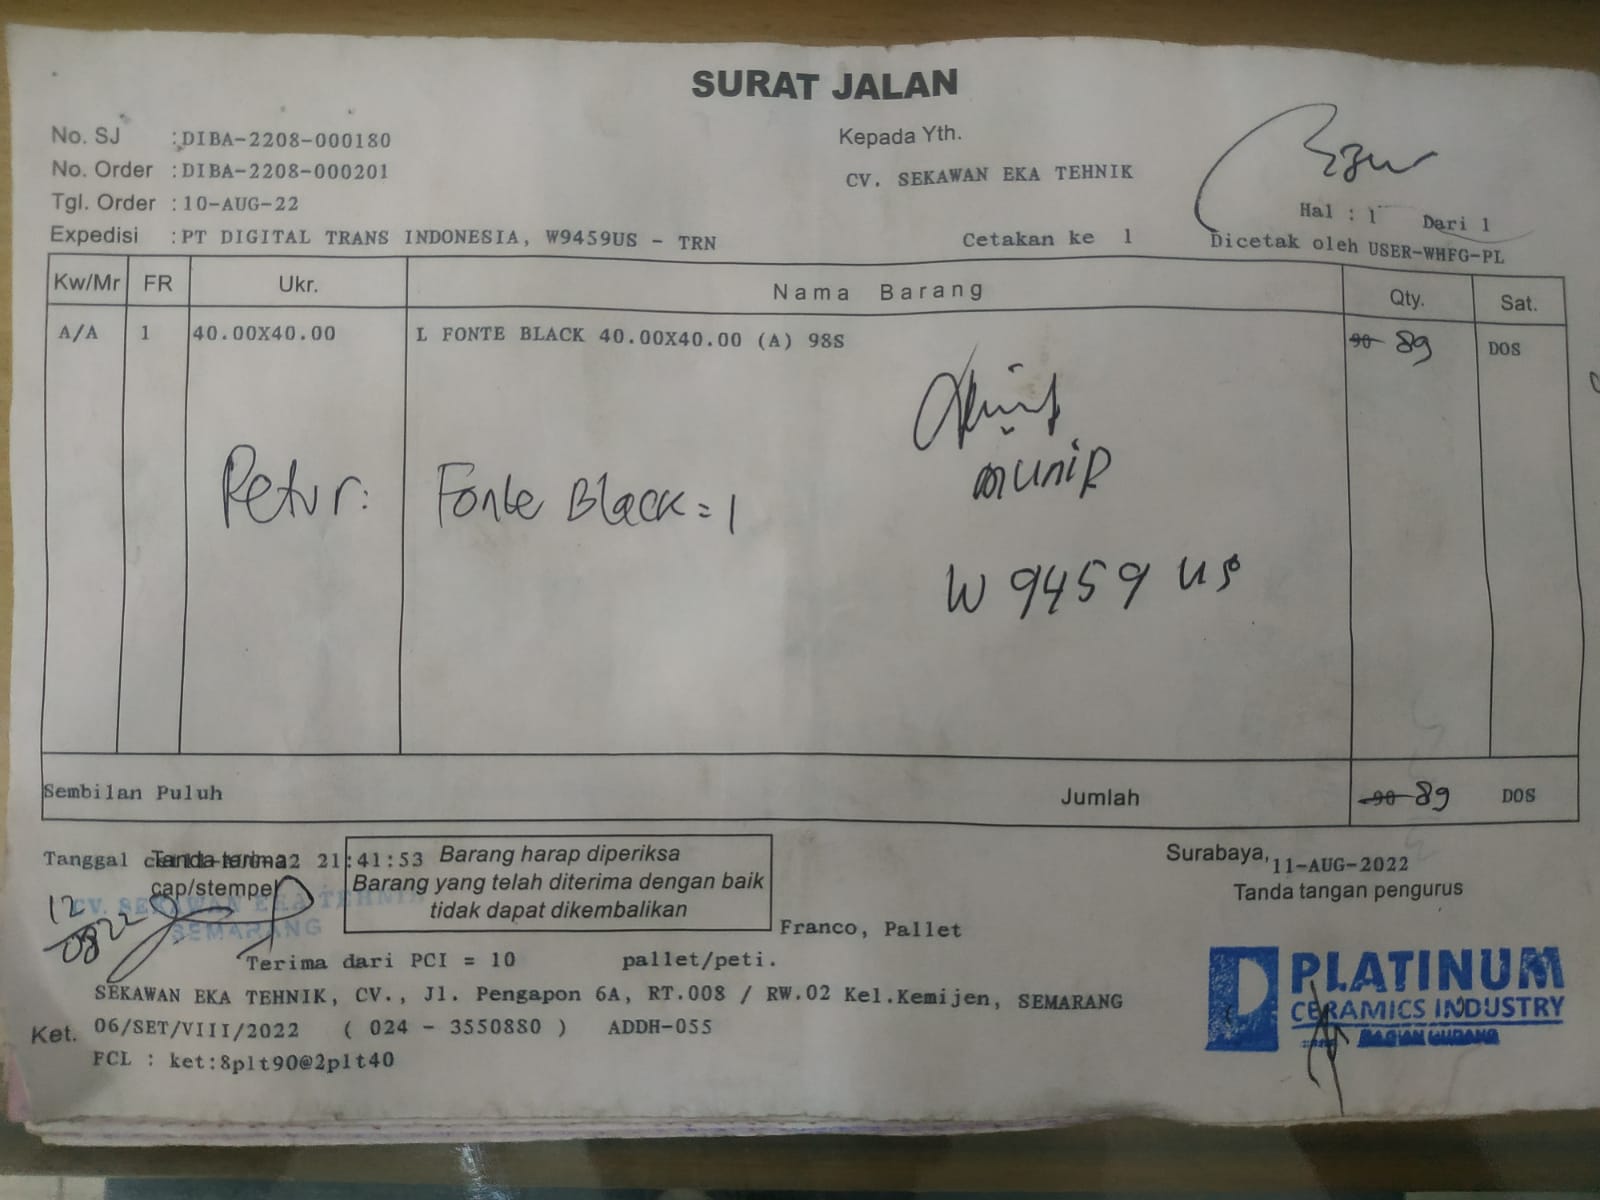 SURAT JALAN
No. SJ :DIBA-2208-000180
No. Order :DIBA-2208-000201
Tgl. Order :10-AUG-22
Expedisi :PT DIGITAL TRANS INDONESIA, W9459US - TRN
Kepada Yth.
CV. SEKAWAN EKA TEHNIK
Hal : 1 Dari 1
Cetakan ke 1 Dicetak oleh USER-WHFG-PL
Kw/Mr FR Ukr. Nama Barang Qty. Sat.
A/A 1 40.00X40.00 L FONTE BLACK 40.00X40.00 (A) 98S 90 89 DOS
munir
Retur: Fonte Black = 1
W 9459 US
Sembilan Puluh Jumlah 90 89 DOS
Tanggal 22 21:41:53
Tanda terima
cap/stempel
12/08 22
CV. SEKAWAN EKA TEHNIK
SEMARANG
Barang harap diperiksa
Barang yang telah diterima dengan baik
tidak dapat dikembalikan
Surabaya, 11-AUG-2022
Tanda tangan pengurus
Franco, Pallet
Terima dari PCI = 10 pallet/peti.
SEKAWAN EKA TEHNIK, CV., Jl. Pengapon 6A, RT.008 / RW.02 Kel.Kemijen, SEMARANG
Ket. 06/SET/VIII/2022 ( 024 - 3550880 ) ADDH-055
FCL : ket:8plt90@2plt40
PLATINUM
CERAMICS INDUSTRY
BAGIAN GUDANG